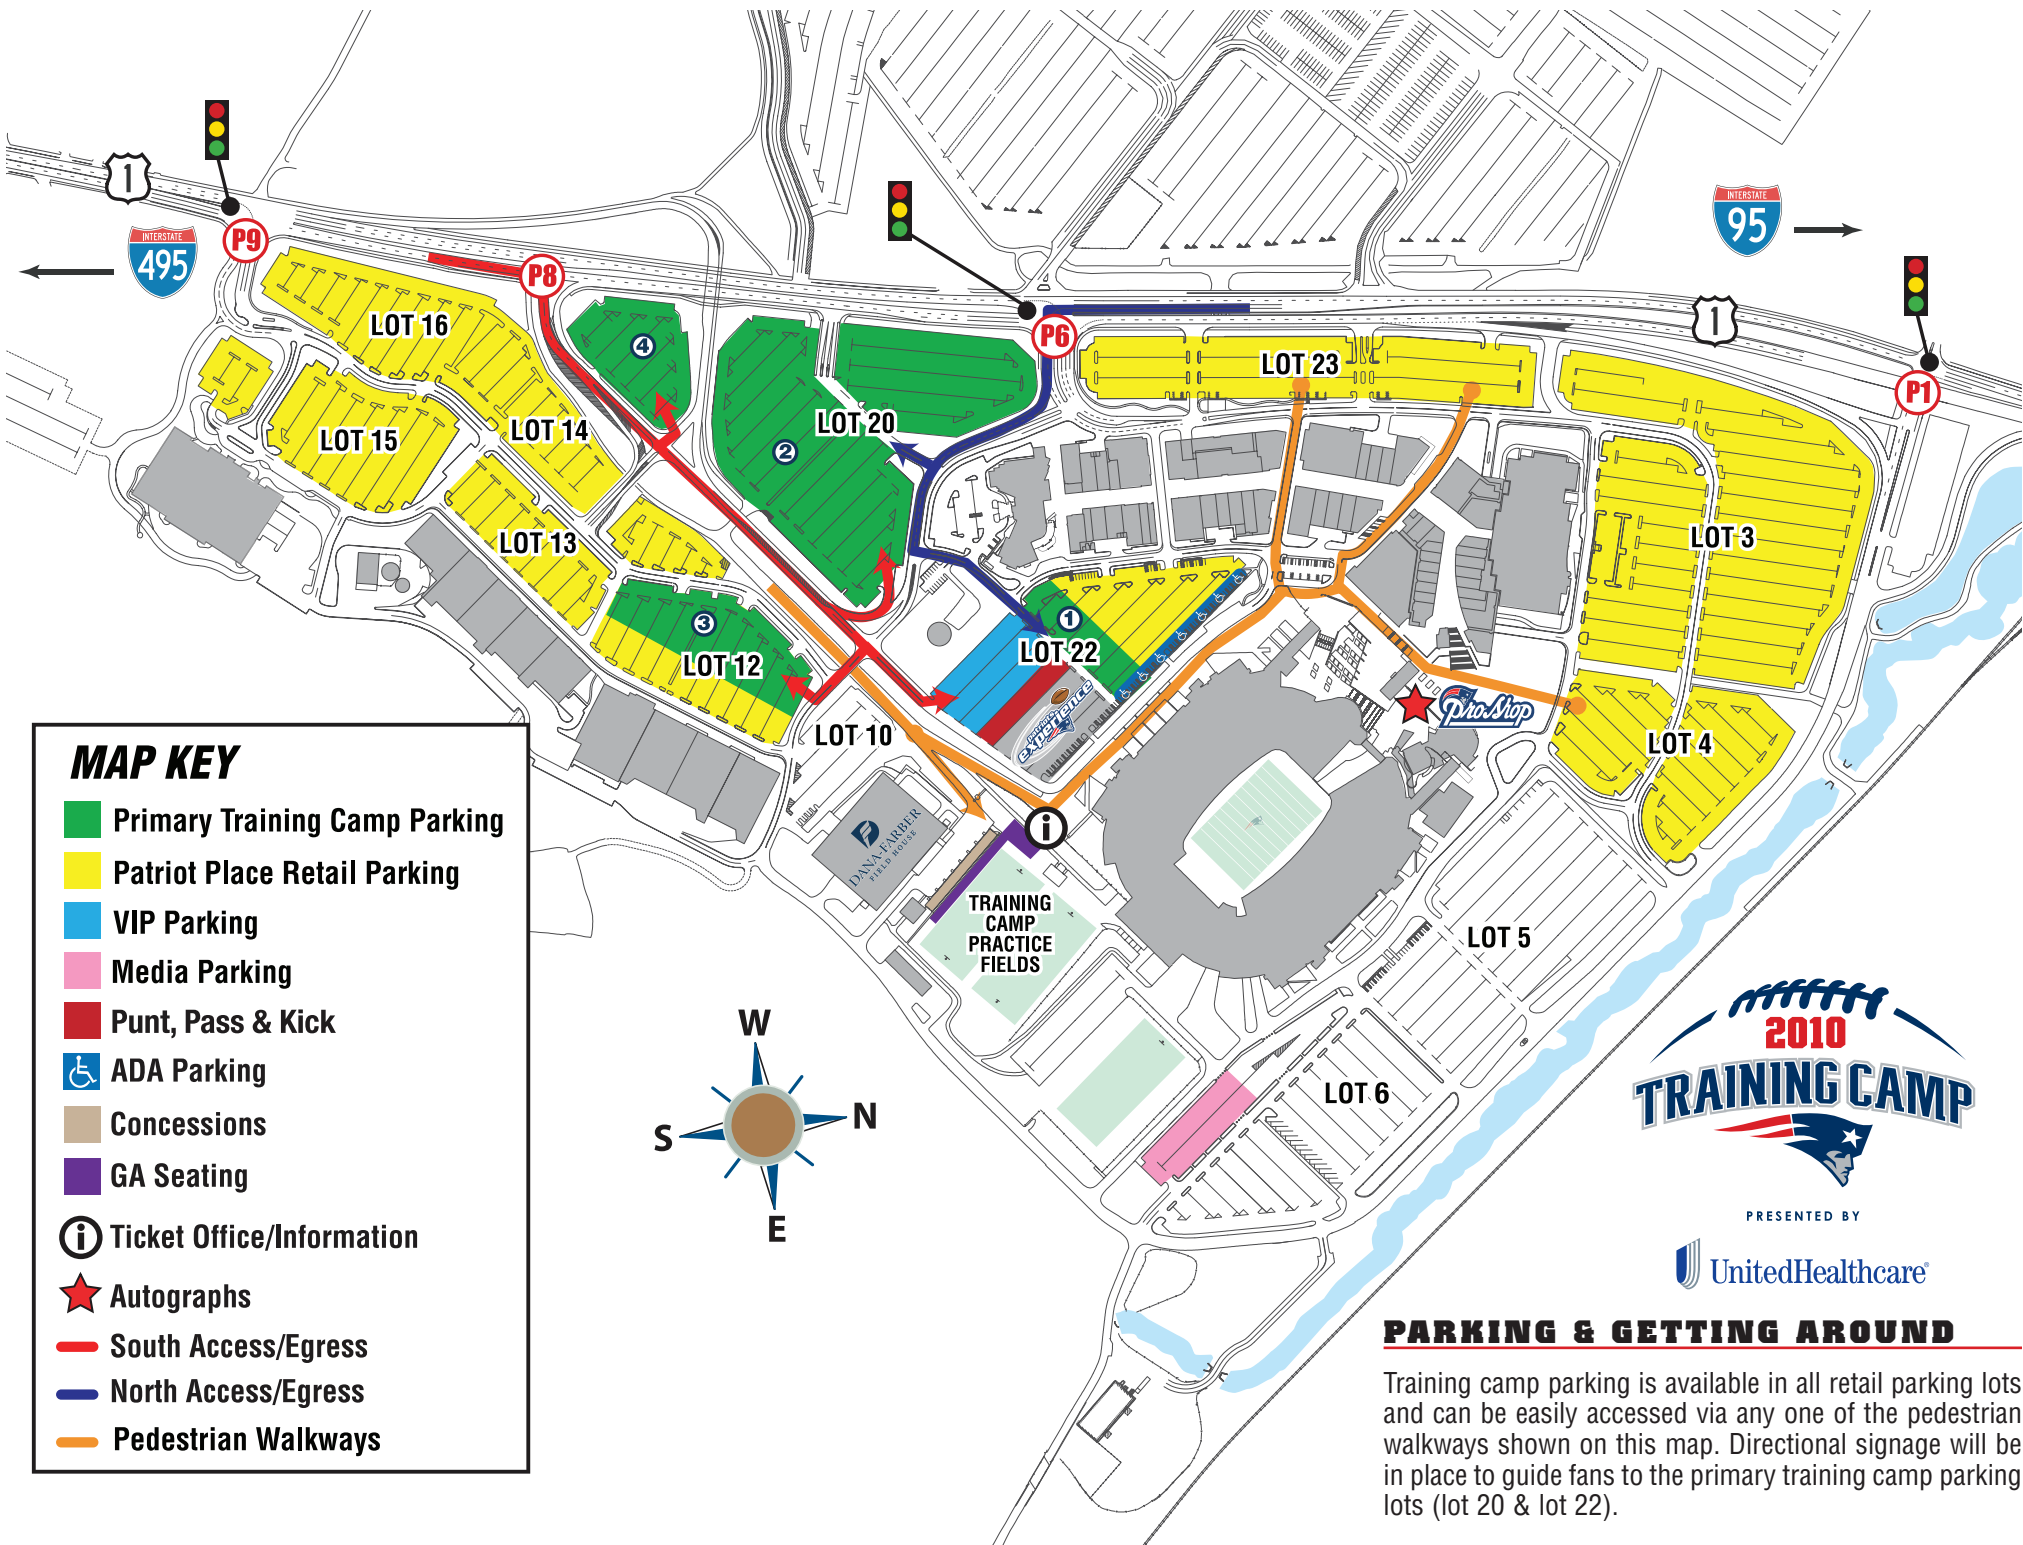 1
INTERSTATE
495
P9
P8
P6
INTERSTATE
95
1
P1
LOT 16
4
LOT 23
LOT 15
LOT 14
LOT 20
2
LOT 13
LOT 3
3
LOT 12
1
LOT 22
LOT 10
patriots
experience
ProShop
LOT 4
DANA-FARBER
FIELD HOUSE
i
TRAINING
CAMP
PRACTICE
FIELDS
LOT 5
LOT 6
MAP KEY
Primary Training Camp Parking
Patriot Place Retail Parking
VIP Parking
Media Parking
Punt, Pass & Kick
ADA Parking
Concessions
GA Seating
i Ticket Office/Information
Autographs
South Access/Egress
North Access/Egress
Pedestrian Walkways
W
S
N
E
2010
TRAINING CAMP
PRESENTED BY
UnitedHealthcare®
PARKING & GETTING AROUND
Training camp parking is available in all retail parking lots
and can be easily accessed via any one of the pedestrian
walkways shown on this map. Directional signage will be
in place to guide fans to the primary training camp parking
lots (lot 20 & lot 22).